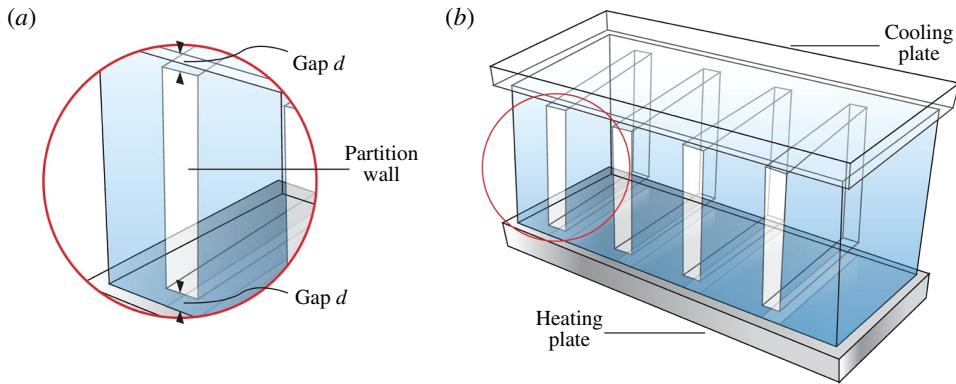 (a)
Gap d
Partition
wall
Gap d
(b)
Cooling
plate
Heating
plate